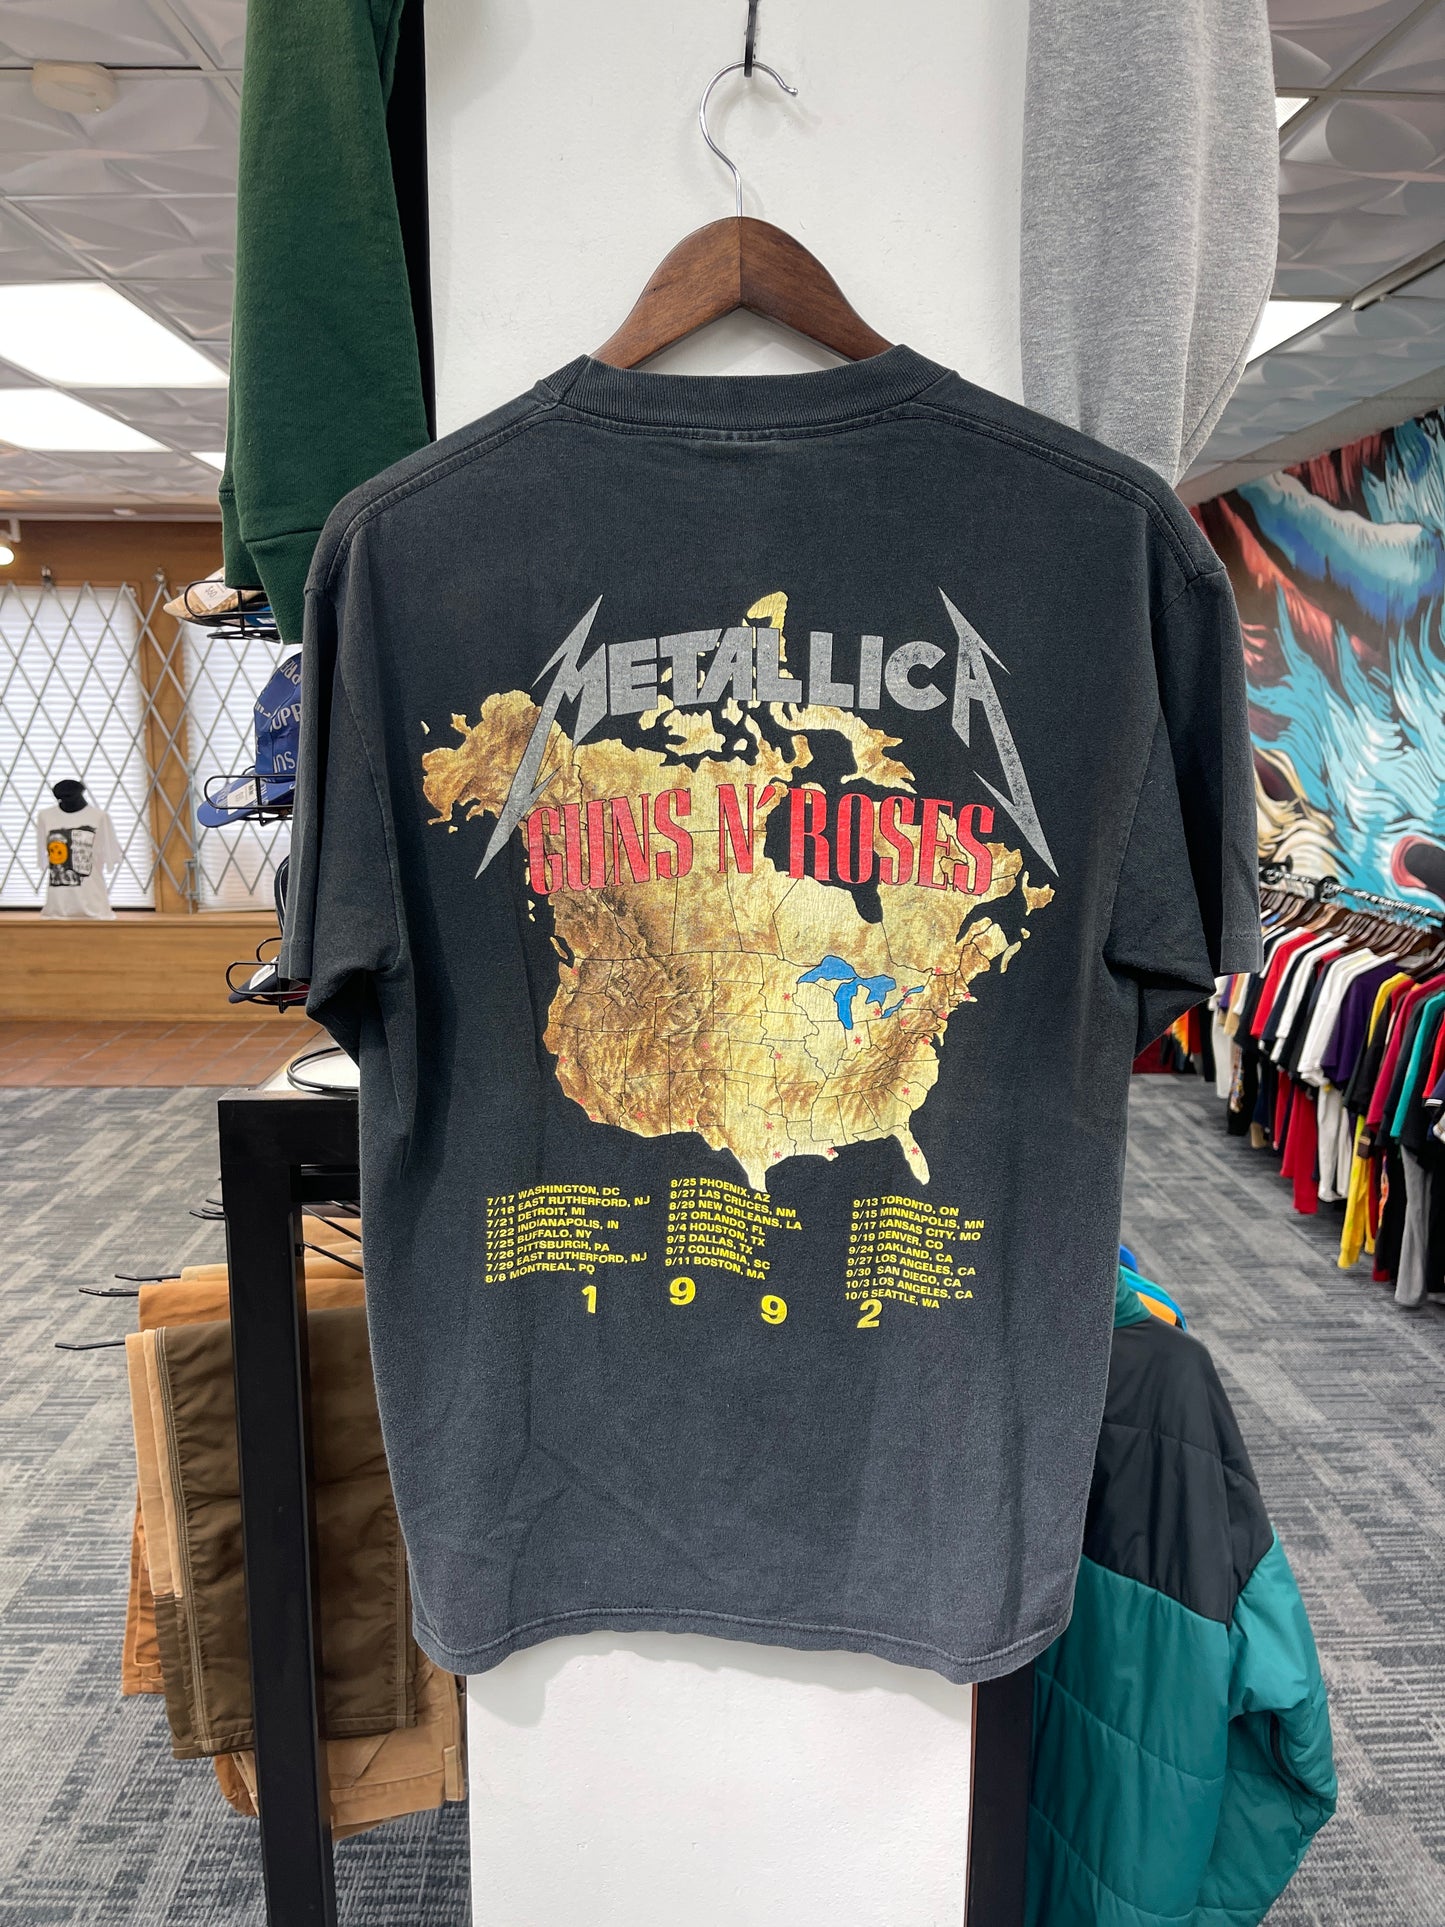 METALLICA
GUNS N' ROSES
7/17 WASHINGTON, DC
7/18 EAST RUTHERFORD, NJ
7/21 DETROIT, MI
7/22 INDIANAPOLIS, IN
7/25 BUFFALO, NY
7/26 PITTSBURGH, PA
7/29 EAST RUTHERFORD, NJ
8/8 MONTREAL, PQ
8/25 PHOENIX, AZ
8/27 LAS CRUCES, NM
8/29 NEW ORLEANS, LA
9/2 ORLANDO, FL
9/4 HOUSTON, TX
9/5 DALLAS, TX
9/7 COLUMBIA, SC
9/11 BOSTON, MA
9/13 TORONTO, ON
9/15 MINNEAPOLIS, MN
9/17 KANSAS CITY, MO
9/19 DENVER, CO
9/24 OAKLAND, CA
9/27 LOS ANGELES, CA
9/30 SAN DIEGO, CA
10/3 LOS ANGELES, CA
10/6 SEATTLE, WA
1992